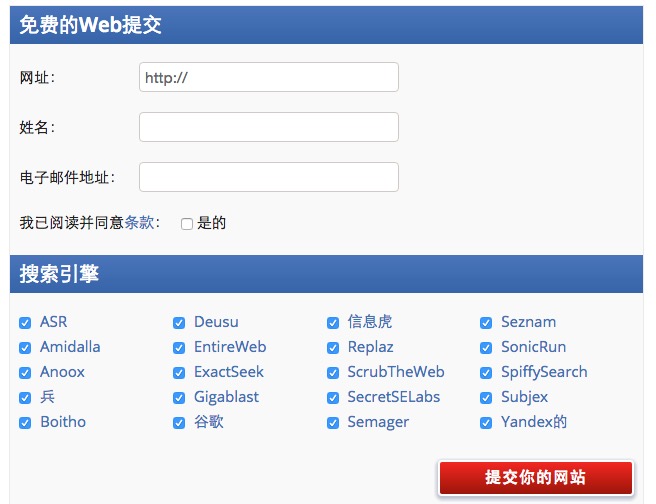 免费的Web提交
网址： http://
姓名：
电子邮件地址：
我已阅读并同意条款： 是的
搜索引擎
ASR Deusu 信息虎 Seznam
Amidalla EntireWeb Replaz SonicRun
Anoox ExactSeek ScrubTheWeb SpiffySearch
兵 Gigablast SecretSELabs Subjex
Boitho 谷歌 Semager Yandex的
提交你的网站